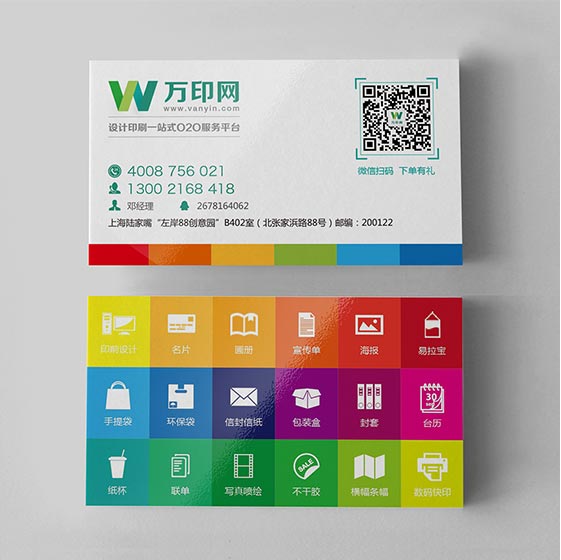 万印网
www.vanyin.com
设计印刷一站式O2O服务平台
微信扫码 下单有礼
4008 756 021
1300 2168 418
邓经理 2678164062
上海陆家嘴“左岸88创意园”B402室（北张家浜路88号）邮编：200122
印前设计 名片 画册 宣传单 海报 易拉宝
手提袋 环保袋 信封信纸 包装盒 封套 30 台历
纸杯 联单 写真喷绘 SALE 不干胶 横幅条幅 数码快印